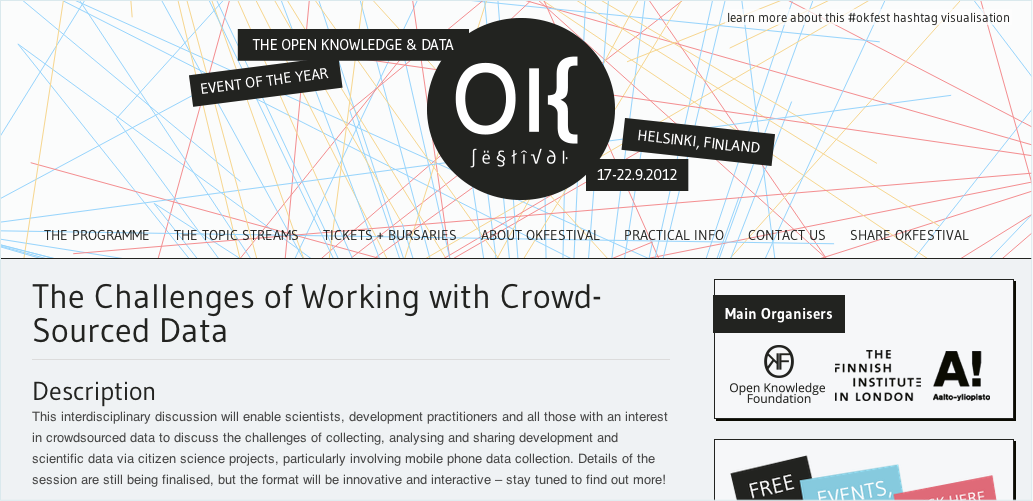 learn more about this #okfest hashtag visualisation
THE OPEN KNOWLEDGE & DATA
EVENT OF THE YEAR
OK{
ʃë§łî√∂ŀ
HELSINKI, FINLAND
17-22.9.2012
THE PROGRAMME THE TOPIC STREAMS TICKETS + BURSARIES ABOUT OKFESTIVAL PRACTICAL INFO CONTACT US SHARE OKFESTIVAL
The Challenges of Working with Crowd-
Sourced Data
Description
This interdisciplinary discussion will enable scientists, development practitioners and all those with an interest
in crowdsourced data to discuss the challenges of collecting, analysing and sharing development and
scientific data via citizen science projects, particularly involving mobile phone data collection. Details of the
session are still being finalised, but the format will be innovative and interactive – stay tuned to find out more!
Main Organisers
Open Knowledge
Foundation
THE
FINNISH
INSTITUTE
IN LONDON
A!
Aalto-yliopisto
FREE
EVENTS,
CLICK HERE